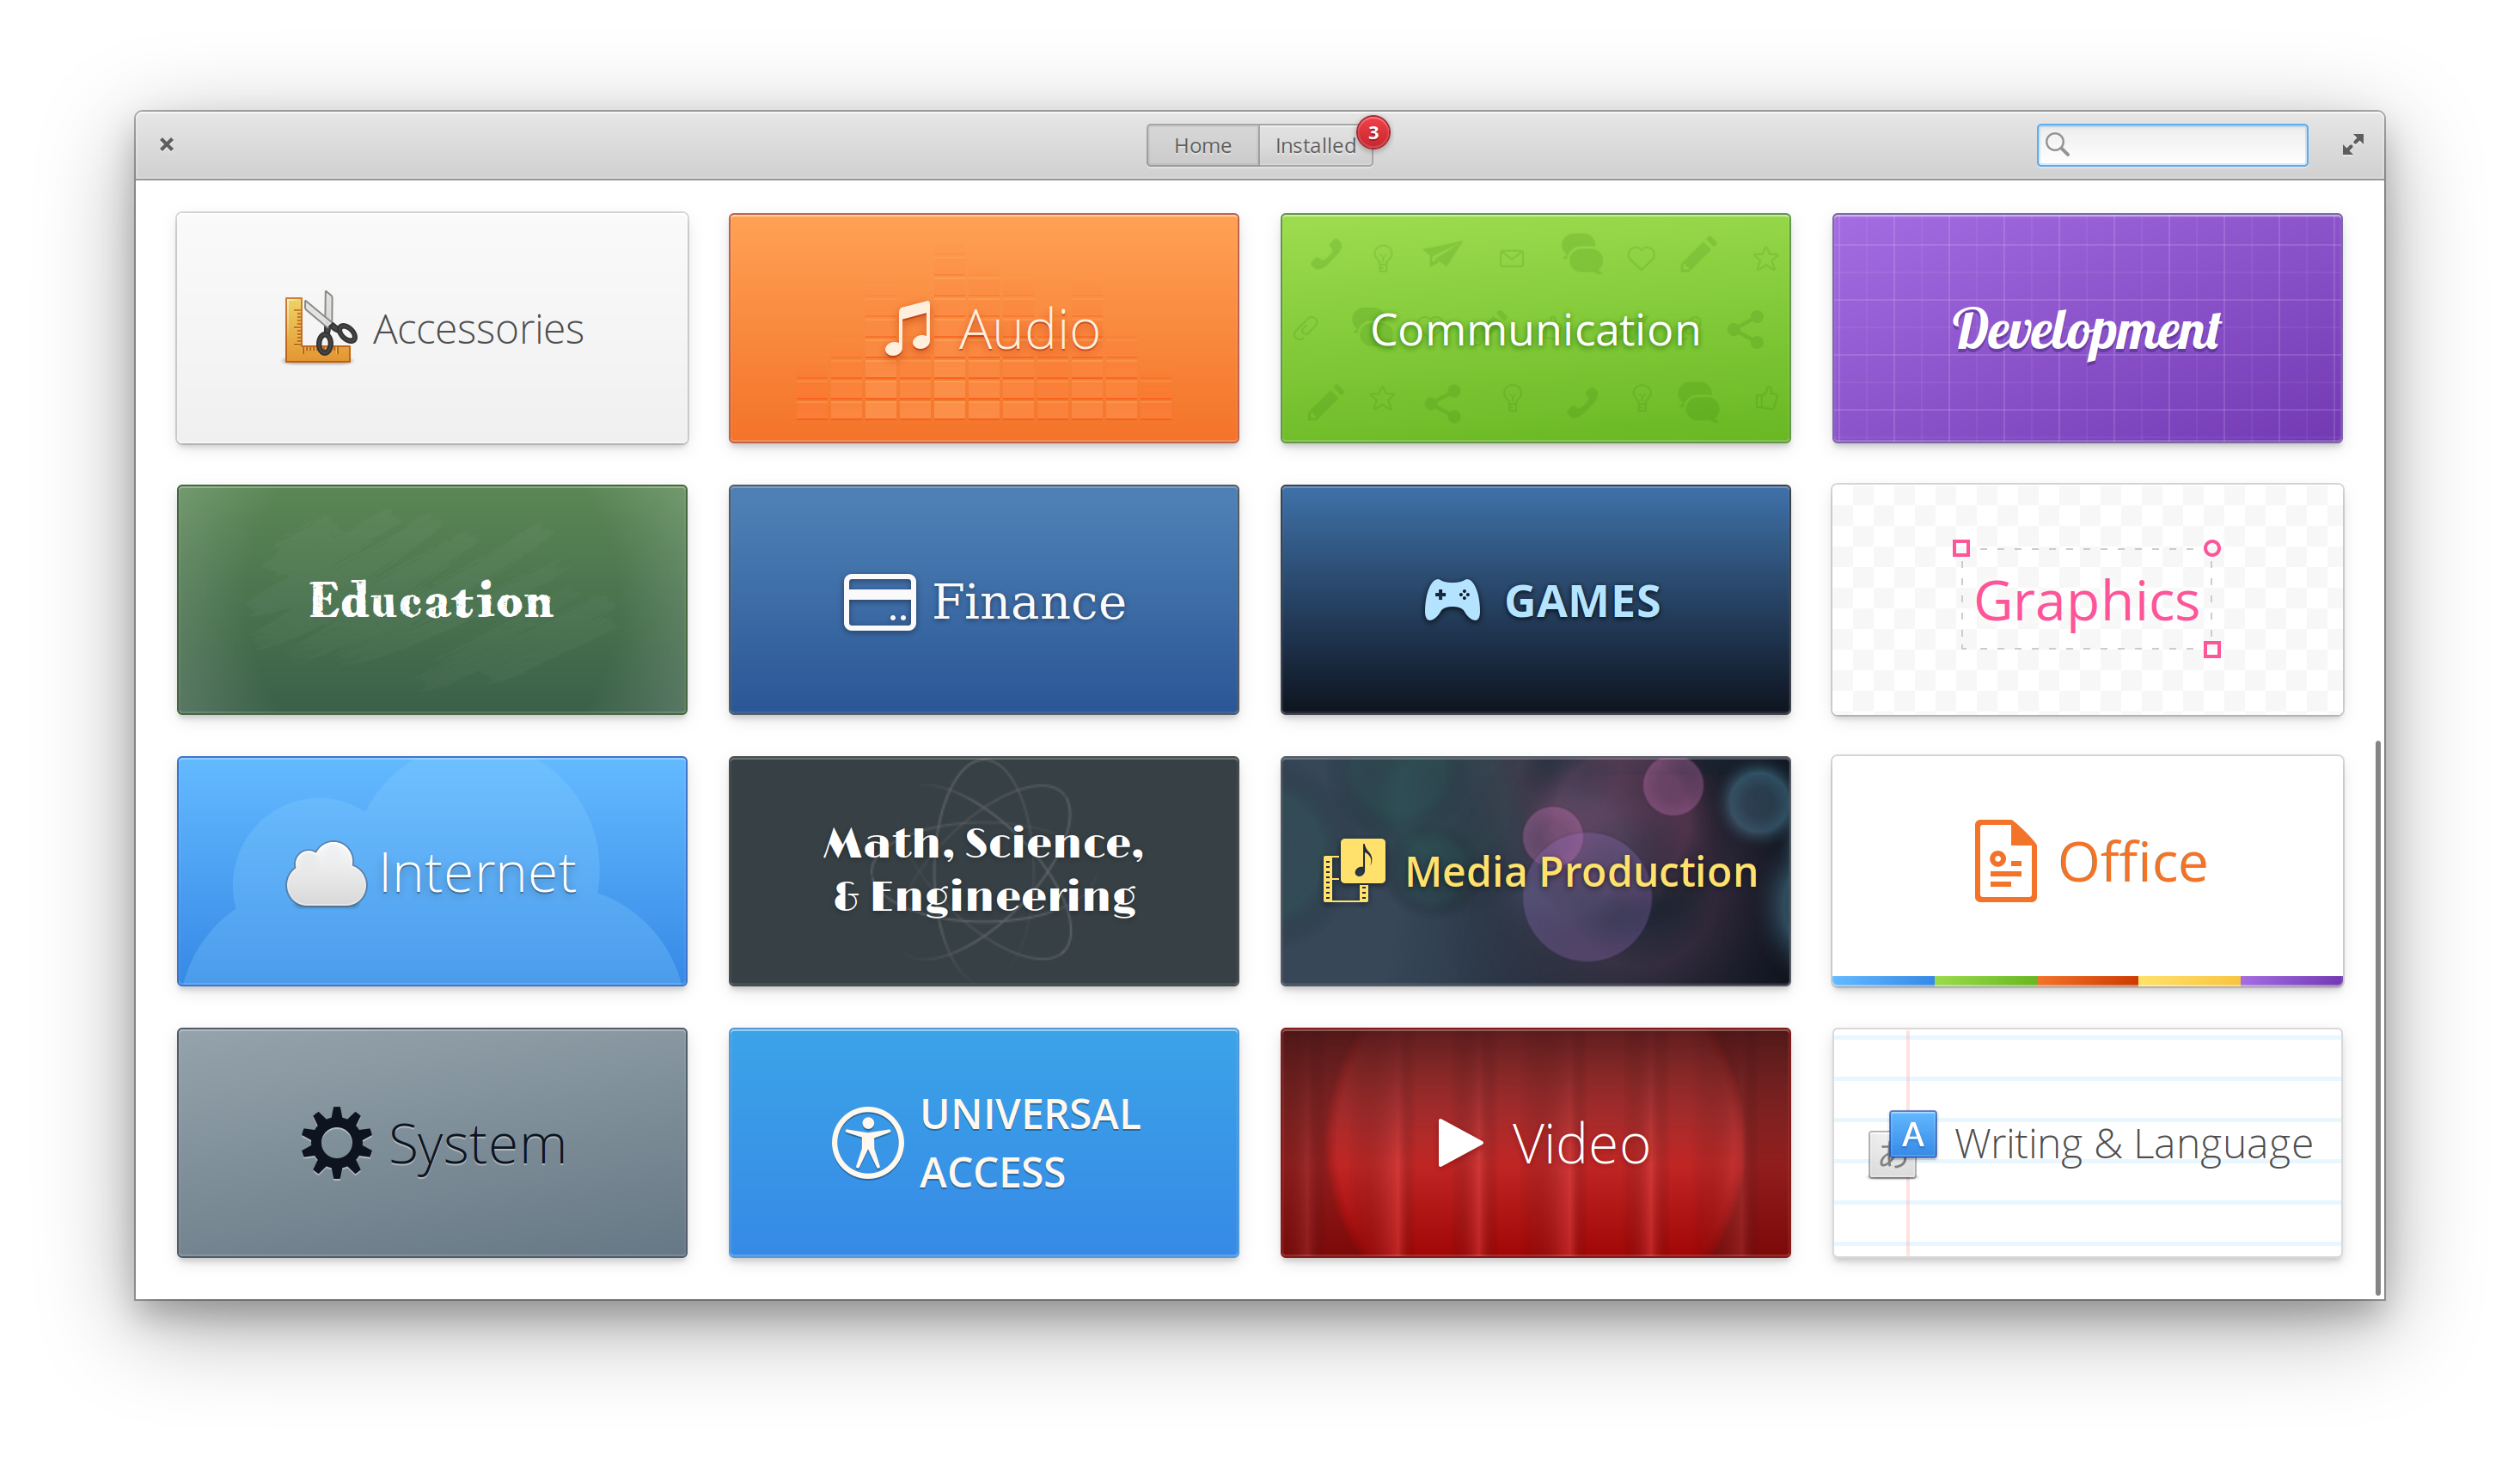 Home
Installed
3
Accessories
Audio
Communication
Development
Education
Finance
GAMES
Graphics
Internet
Math, Science,
& Engineering
Media Production
Office
System
UNIVERSAL
ACCESS
Video
あ
A
Writing & Language